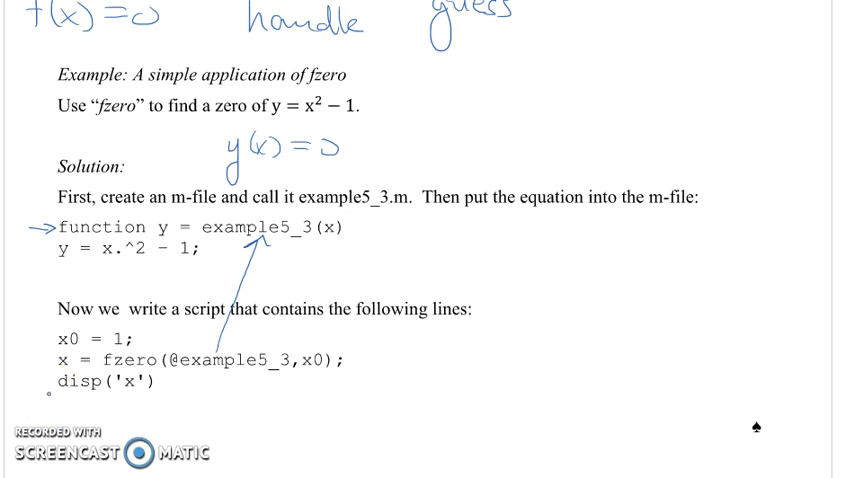 f(x)=0 handle guess
Example: A simple application of fzero
Use “fzero” to find a zero of y = x² − 1.
y(x)=0
Solution:
First, create an m-file and call it example5_3.m. Then put the equation into the m-file:
function y = example5_3(x)
y = x.^2 - 1;
Now we write a script that contains the following lines:
x0 = 1;
x = fzero(@example5_3,x0);
disp('x')
RECORDED WITH
SCREENCAST MATIC